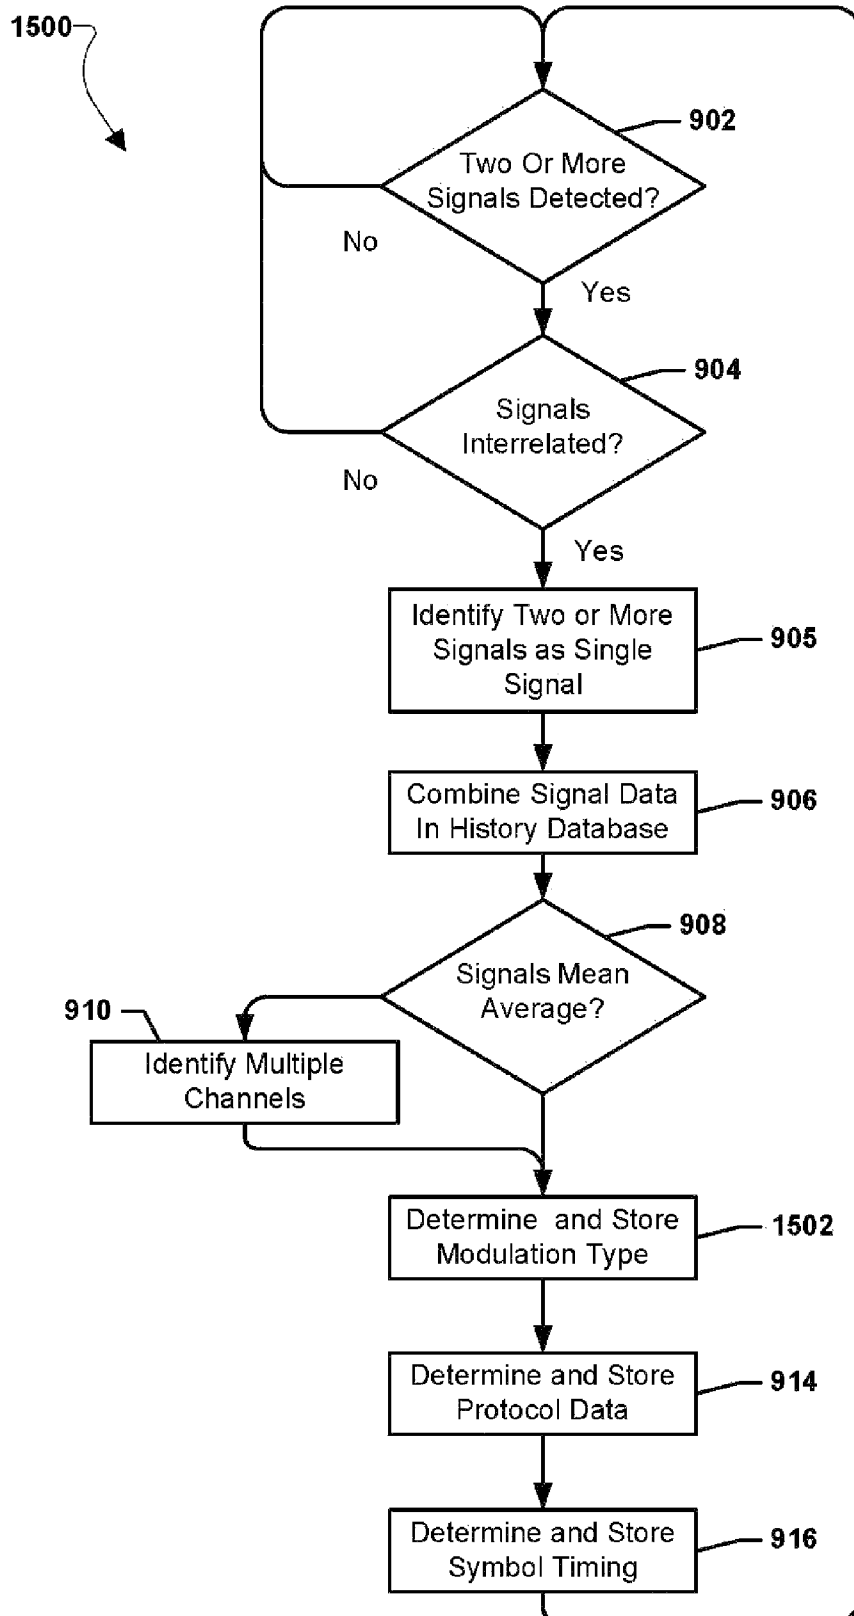 1500
902
Two Or More
Signals Detected?
No
Yes
904
Signals
Interrelated?
No
Yes
Identify Two or More
Signals as Single
Signal
905
Combine Signal Data
In History Database
906
908
Signals Mean
Average?
910
Identify Multiple
Channels
Determine and Store
Modulation Type
1502
Determine and Store
Protocol Data
914
Determine and Store
Symbol Timing
916